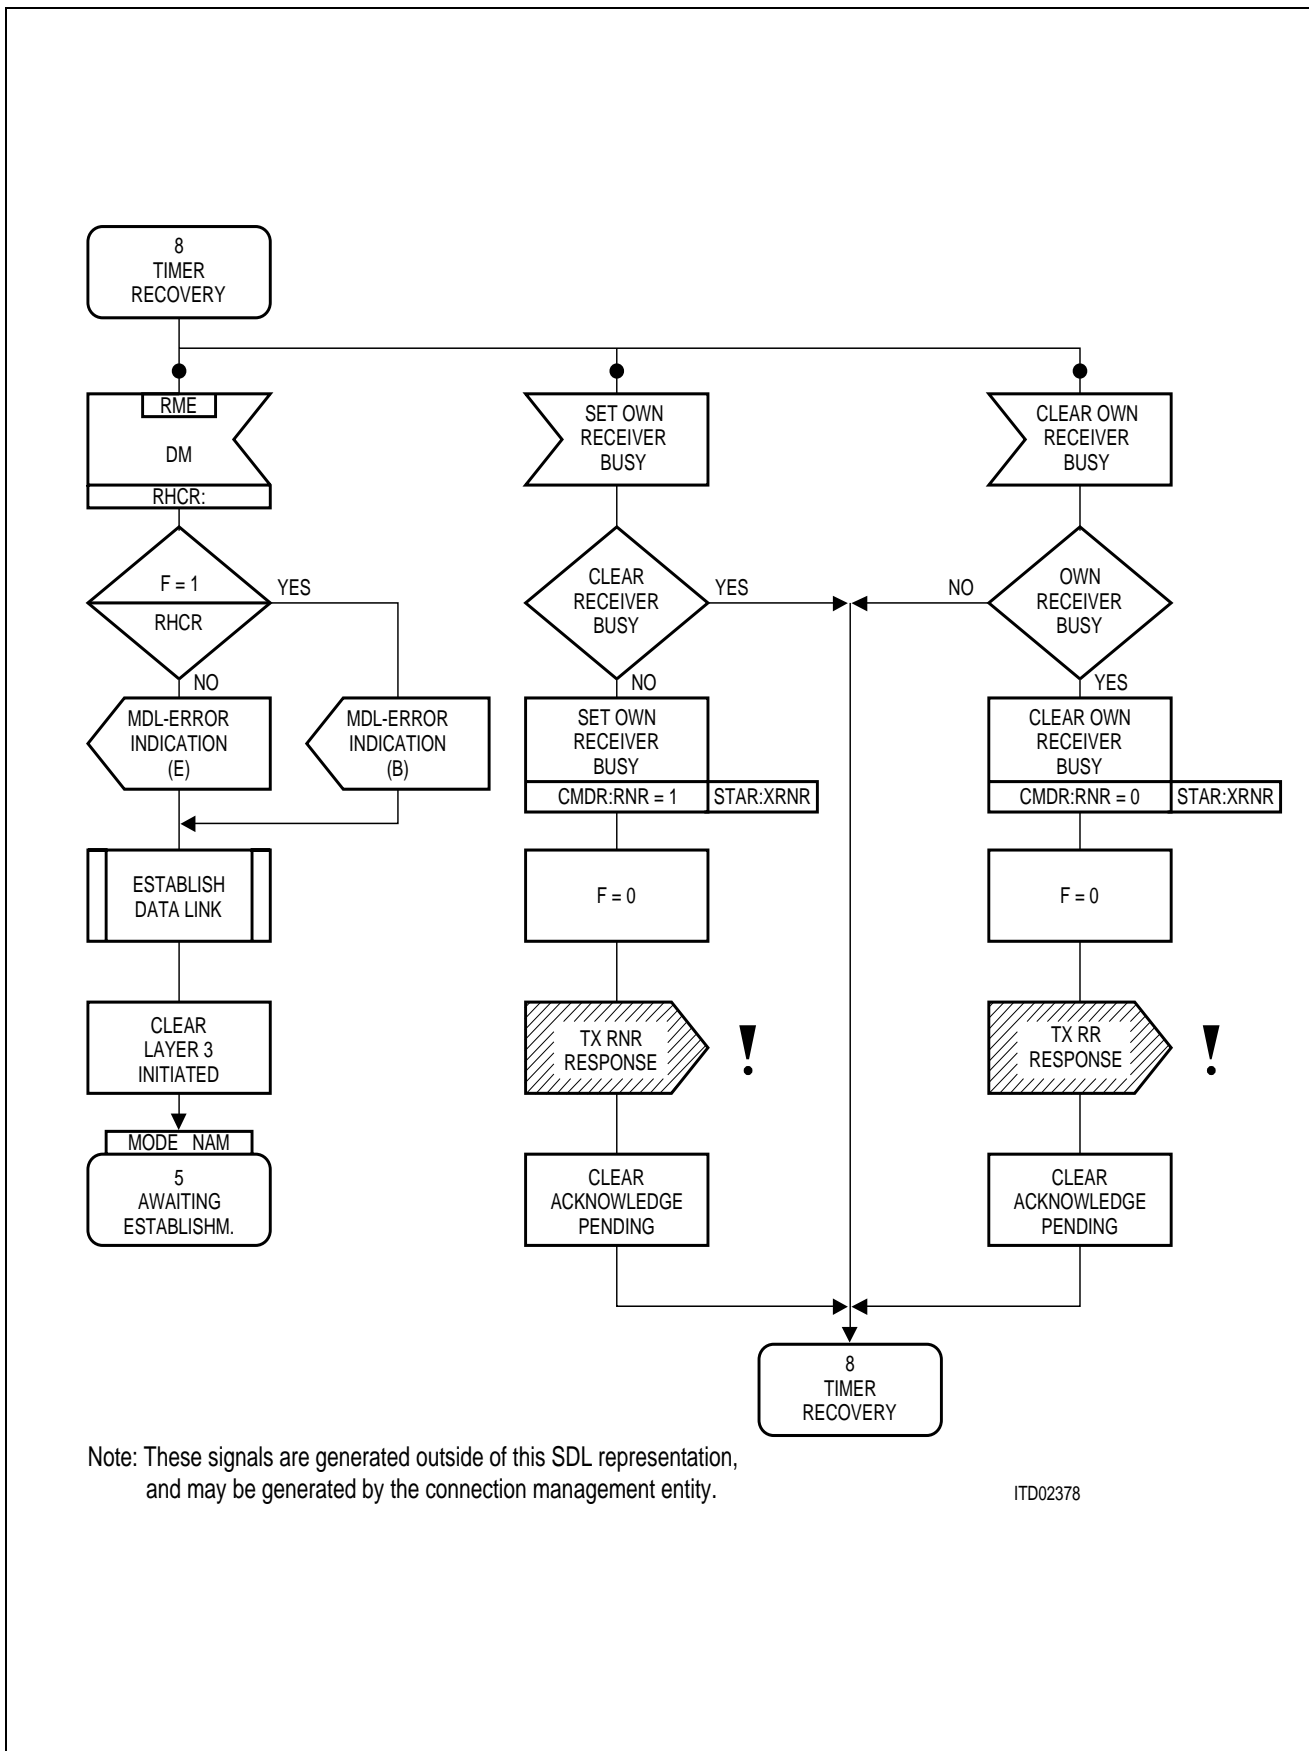 8
TIMER
RECOVERY
RME
DM
RHCR:
SET OWN
RECEIVER
BUSY
CLEAR OWN
RECEIVER
BUSY
F = 1
RHCR
YES
NO
CLEAR
RECEIVER
BUSY
YES
NO
OWN
RECEIVER
BUSY
NO
YES
MDL-ERROR
INDICATION
(E)
MDL-ERROR
INDICATION
(B)
SET OWN
RECEIVER
BUSY
CMDR:RNR = 1
STAR:XRNR
CLEAR OWN
RECEIVER
BUSY
CMDR:RNR = 0
STAR:XRNR
ESTABLISH
DATA LINK
F = 0
F = 0
CLEAR
LAYER 3
INITIATED
TX RNR
RESPONSE
!
TX RR
RESPONSE
!
MODE NAM
5
AWAITING
ESTABLISHM.
CLEAR
ACKNOWLEDGE
PENDING
CLEAR
ACKNOWLEDGE
PENDING
8
TIMER
RECOVERY
Note: These signals are generated outside of this SDL representation,
and may be generated by the connection management entity.
ITD02378